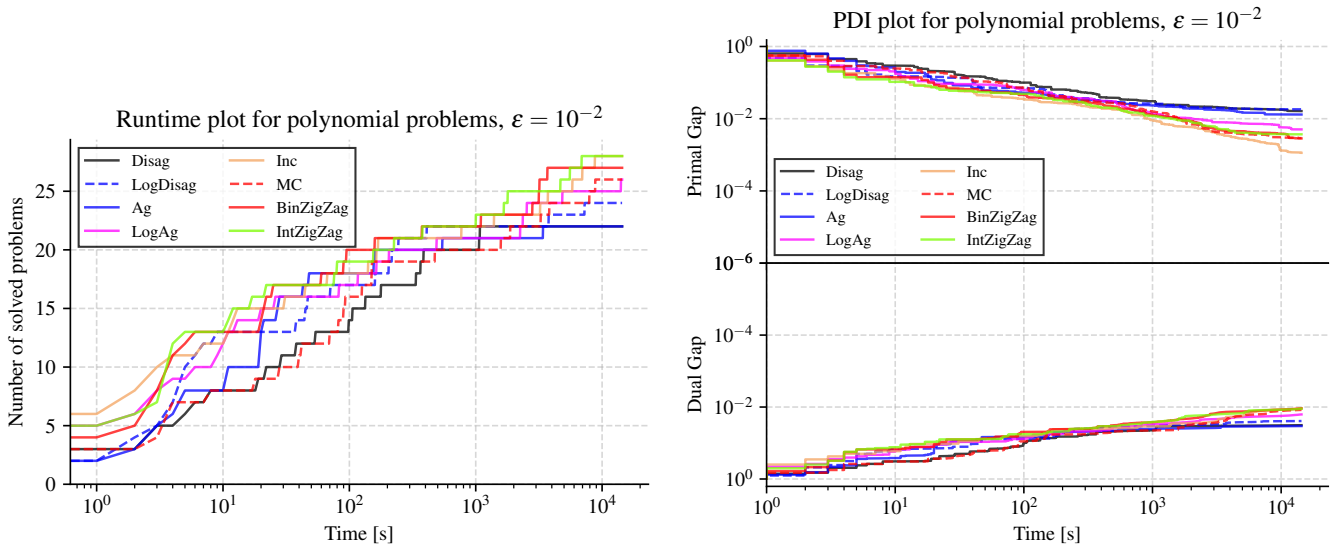 Runtime plot for polynomial problems, ε = 10⁻²
Number of solved problems
25
20
15
10
5
0
Disag
LogDisag
Ag
LogAg
Inc
MC
BinZigZag
IntZigZag
10⁰ 10¹ 10² 10³ 10⁴
Time [s]
PDI plot for polynomial problems, ε = 10⁻²
Primal Gap
10⁰
10⁻²
10⁻⁴
10⁻⁶
Disag
LogDisag
Ag
LogAg
Inc
MC
BinZigZag
IntZigZag
Dual Gap
10⁻⁴
10⁻²
10⁰
10⁰ 10¹ 10² 10³ 10⁴
Time [s]